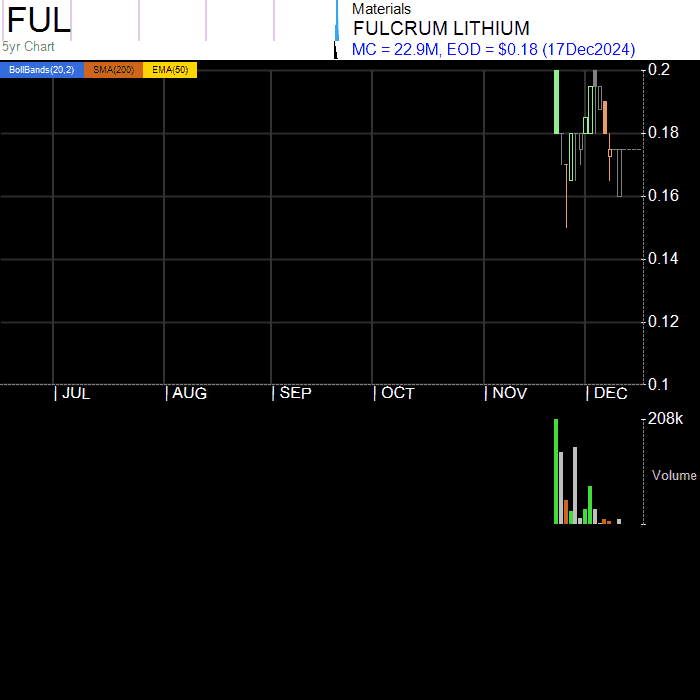 FUL
5yr Chart
Materials
FULCRUM LITHIUM
MC = 22.9M, EOD = $0.18 (17Dec2024)
BollBands(20,2) SMA(200) EMA(50)
0.2
0.18
0.16
0.14
0.12
0.1
JUL AUG SEP OCT NOV DEC
208k
Volume